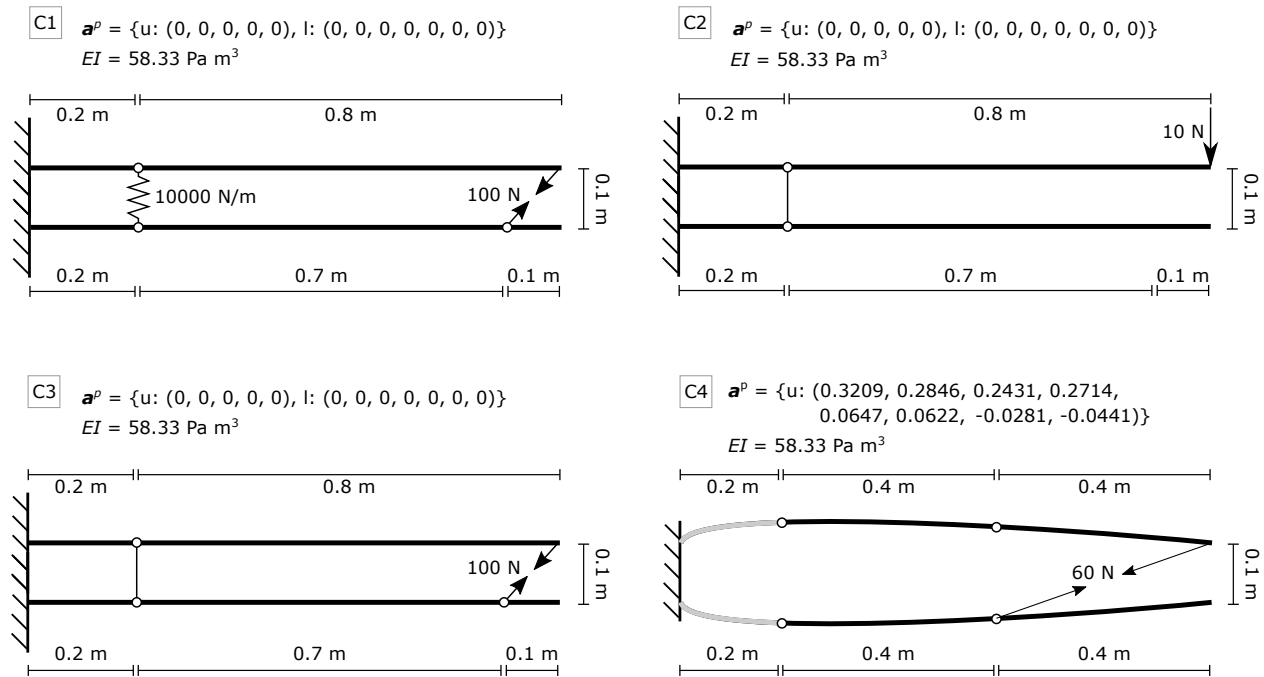 C1
aᵖ = {u: (0, 0, 0, 0, 0), l: (0, 0, 0, 0, 0, 0, 0)}
EI = 58.33 Pa m³
0.2 m
0.8 m
10000 N/m
100 N
0.1 m
0.2 m
0.7 m
0.1 m
C2
aᵖ = {u: (0, 0, 0, 0, 0), l: (0, 0, 0, 0, 0, 0, 0)}
EI = 58.33 Pa m³
0.2 m
0.8 m
10 N
0.1 m
0.2 m
0.7 m
0.1 m
C3
aᵖ = {u: (0, 0, 0, 0, 0), l: (0, 0, 0, 0, 0, 0, 0)}
EI = 58.33 Pa m³
0.2 m
0.8 m
100 N
0.1 m
0.2 m
0.7 m
0.1 m
C4
aᵖ = {u: (0.3209, 0.2846, 0.2431, 0.2714,
0.0647, 0.0622, -0.0281, -0.0441)}
EI = 58.33 Pa m³
0.2 m
0.4 m
0.4 m
60 N
0.1 m
0.2 m
0.4 m
0.4 m